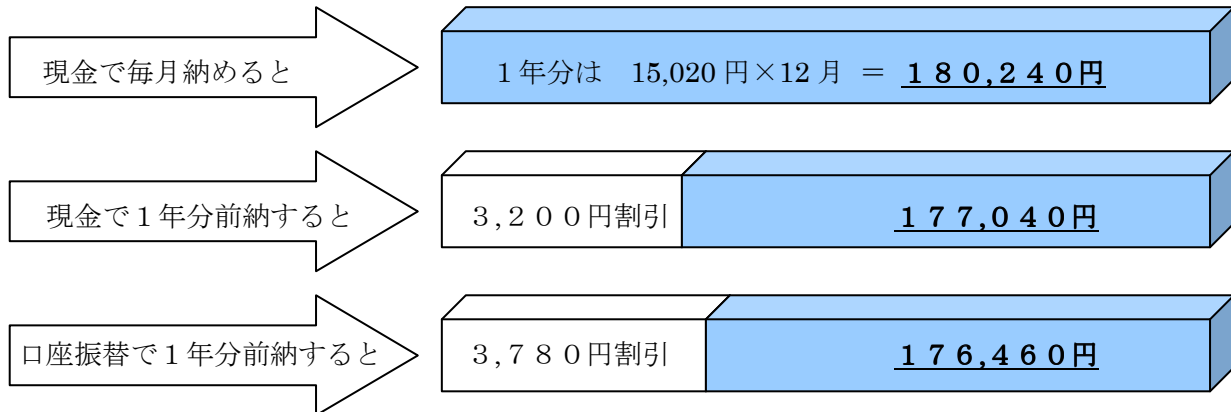 現金で毎月納めると
1年分は　15,020円×12月 ＝ １８０,２４０円
現金で1年分前納すると
３,２００円割引
１７７,０４０円
口座振替で1年分前納すると
３,７８０円割引
１７６,４６０円